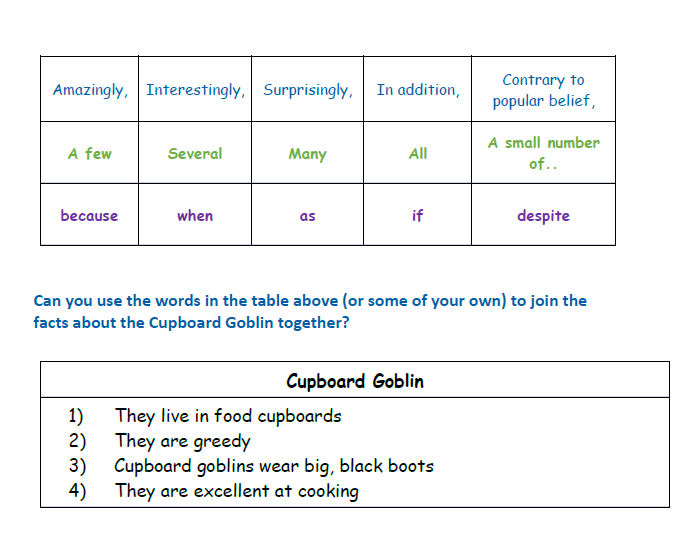 Amazingly, Interestingly, Surprisingly, In addition, Contrary to popular belief,
A few Several Many All A small number of..
because when as if despite
Can you use the words in the table above (or some of your own) to join the
facts about the Cupboard Goblin together?
Cupboard Goblin
1) They live in food cupboards
2) They are greedy
3) Cupboard goblins wear big, black boots
4) They are excellent at cooking